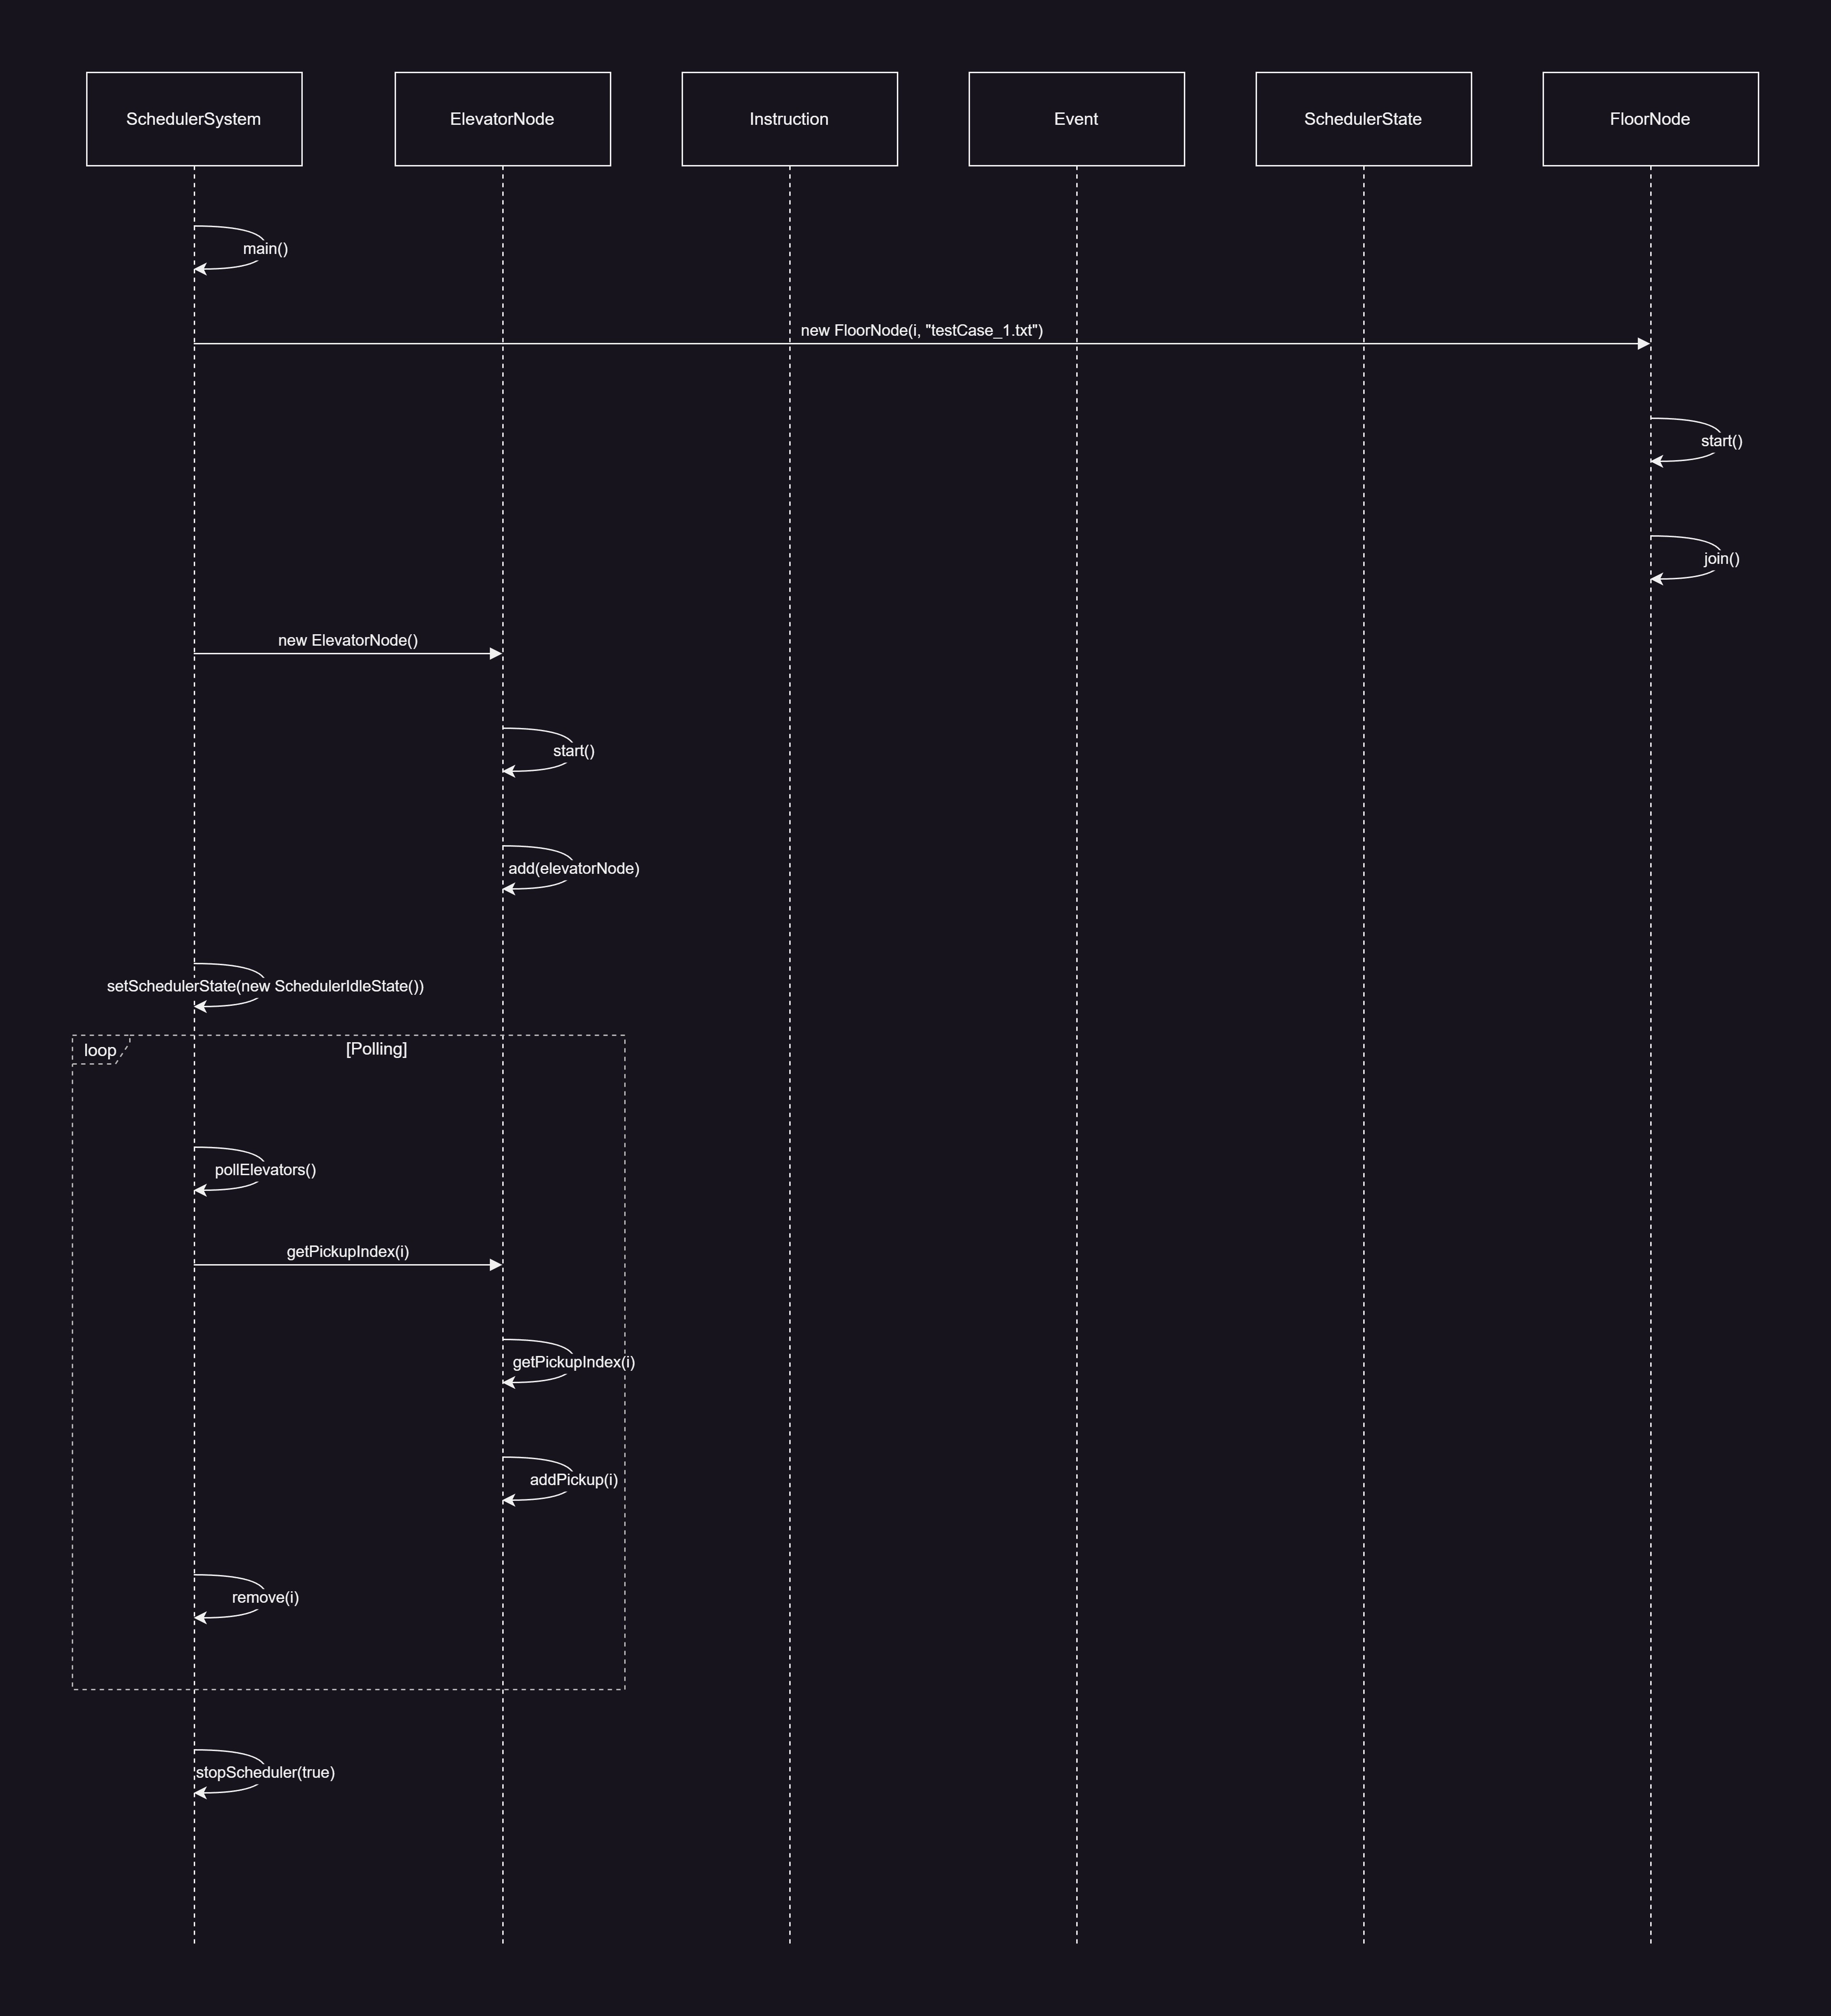 SchedulerSystem
ElevatorNode
Instruction
Event
SchedulerState
FloorNode
main()
new FloorNode(i, "testCase_1.txt")
start()
join()
new ElevatorNode()
start()
add(elevatorNode)
setSchedulerState(new SchedulerIdleState())
loop
[Polling]
pollElevators()
getPickupIndex(i)
getPickupIndex(i)
addPickup(i)
remove(i)
stopScheduler(true)